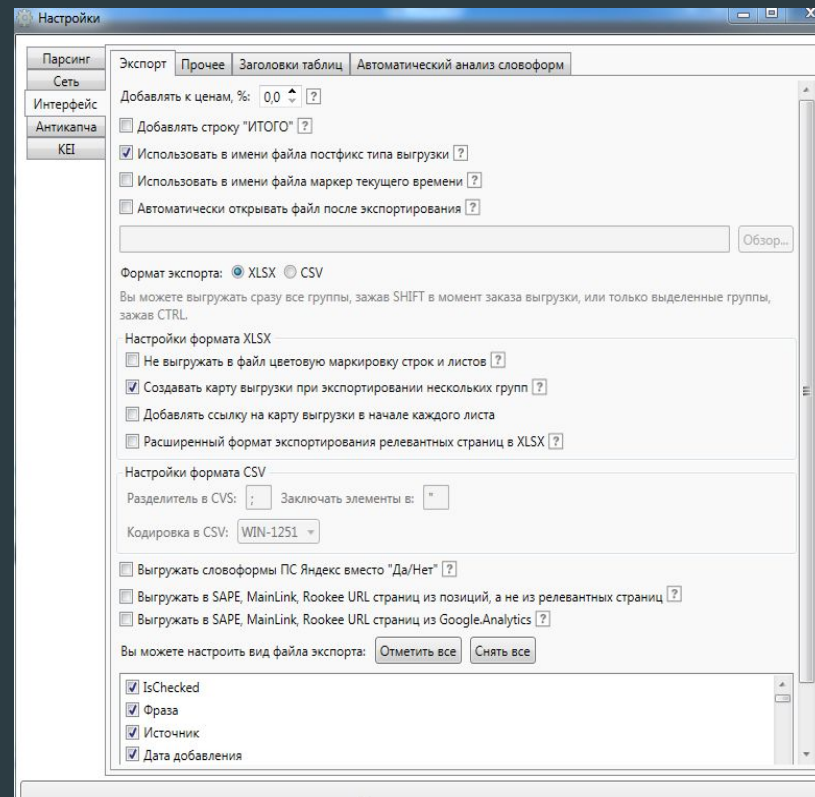 Настройки
Парсинг
Сеть
Интерфейс
Антикапча
KEI
Экспорт Прочее Заголовки таблиц Автоматический анализ словоформ
Добавлять к ценам, %: 0,0 ?
Добавлять строку "ИТОГО" ?
Использовать в имени файла постфикс типа выгрузки ?
Использовать в имени файла маркер текущего времени ?
Автоматически открывать файл после экспортирования ?
Обзор...
Формат экспорта: XLSX CSV
Вы можете выгружать сразу все группы, зажав SHIFT в момент заказа выгрузки, или только выделенные группы,
зажав CTRL.
Настройки формата XLSX
Не выгружать в файл цветовую маркировку строк и листов ?
Создавать карту выгрузки при экспортировании нескольких групп ?
Добавлять ссылку на карту выгрузки в начале каждого листа
Расширенный формат экспортирования релевантных страниц в XLSX ?
Настройки формата CSV
Разделитель в CVS: ; Заключать элементы в: "
Кодировка в CSV: WIN-1251
Выгружать словоформы ПС Яндекс вместо "Да/Нет" ?
Выгружать в SAPE, MainLink, Rookee URL страниц из позиций, а не из релевантных страниц ?
Выгружать в SAPE, MainLink, Rookee URL страниц из Google.Analytics ?
Вы можете настроить вид файла экспорта: Отметить все Снять все
IsChecked
Фраза
Источник
Дата добавления